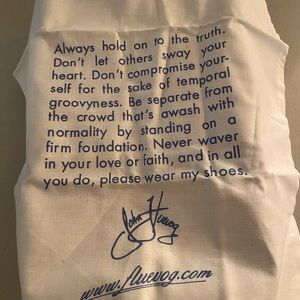 Always hold on to the truth.
Don't let others sway your
heart. Don't compromise your-
self for the sake of temporal
groovyness. Be separate from
the crowd that's awash with
normality by standing on a
firm foundation. Never waver
in your love or faith, and in all
you do, please wear my shoes.
John Fluevog
www.fluevog.com